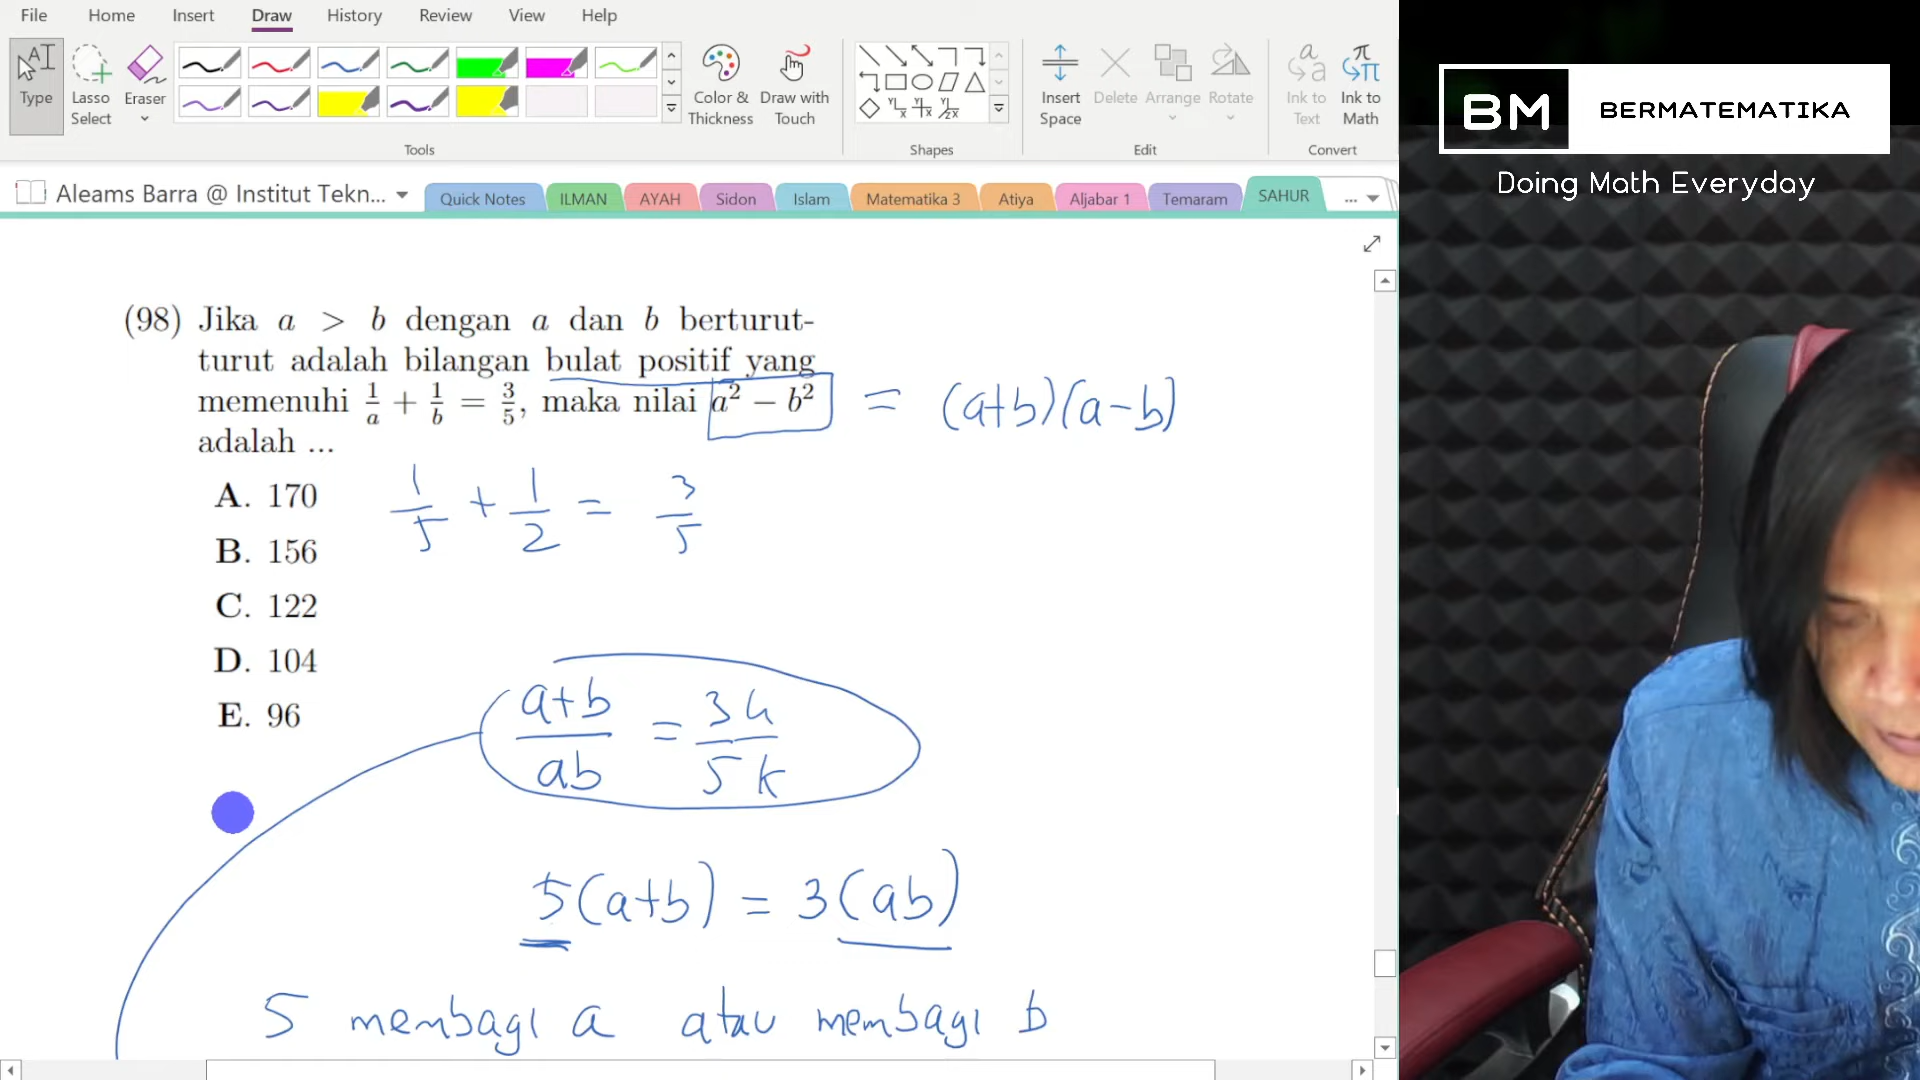 File Home Insert Draw History Review View Help
Type
Lasso Select
Eraser
Color & Thickness
Draw with Touch
Insert Space
Delete
Arrange
Rotate
Ink to Text
Ink to Math
Tools Shapes Edit Convert
Aleams Barra @ Institut Tekn...
Quick Notes ILMAN AYAH Sidon Islam Matematika 3 Atiya Aljabar 1 Temaram SAHUR ...
BM BERMATEMATIKA
Doing Math Everyday
(98) Jika a > b dengan a dan b berturut-
turut adalah bilangan bulat positif yang
memenuhi 1/a + 1/b = 3/5, maka nilai a² − b² = (a+b)(a-b)
adalah ...
A. 170
B. 156
C. 122
D. 104
E. 96
1/5 + 1/2 = 3/5
a+b/ab = 3k/5k
5(a+b) = 3(ab)
5 membagi a atau membagi b